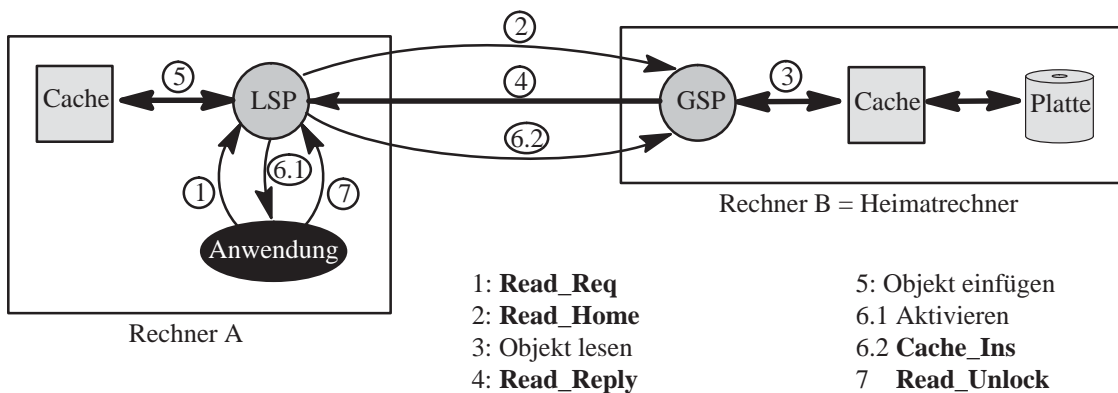 2
5
4
3
Cache
LSP
GSP
Cache
Platte
6.2
1
6.1
7
Anwendung
Rechner A
Rechner B = Heimatrechner
1: Read_Req
2: Read_Home
3: Objekt lesen
4: Read_Reply
5: Objekt einfügen
6.1 Aktivieren
6.2 Cache_Ins
7 Read_Unlock